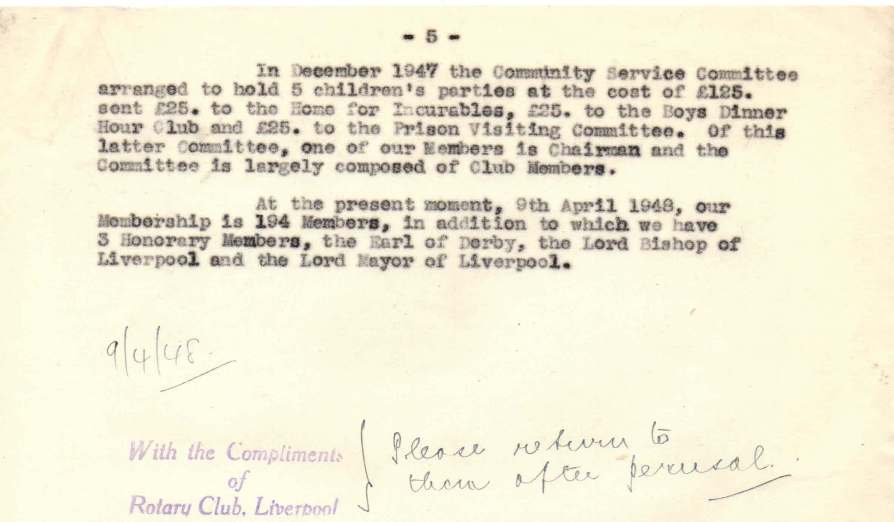 - 5 -
In December 1947 the Community Service Committee
arranged to hold 5 children's parties at the cost of £125.
sent £25. to the Home for Incurables, £25. to the Boys Dinner
Hour Club and £25. to the Prison Visiting Committee. Of this
latter Committee, one of our Members is Chairman and the
Committee is largely composed of Club Members.
At the present moment, 9th April 1948, our
Membership is 194 Members, in addition to which we have
3 Honorary Members, the Earl of Derby, the Lord Bishop of
Liverpool and the Lord Mayor of Liverpool.
9/4/48.
With the Compliments
of
Rotary Club, Liverpool
Please return to
them after perusal.